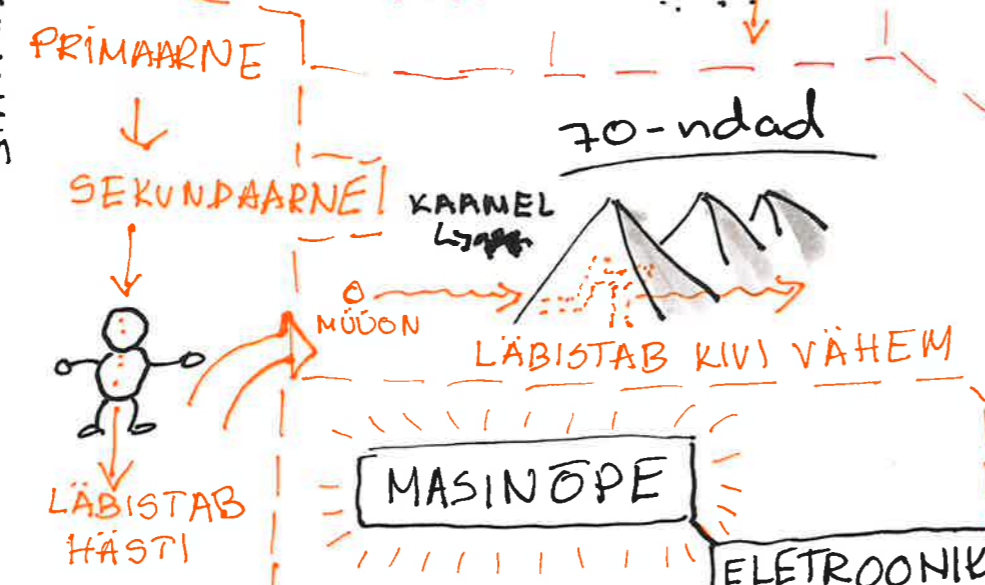 PRIMAARNE
SEKUNDAARNE
LÄBISTAB
HÄSTI
70-ndad
KAAMEL
MÜÜON
LÄBISTAB KIVI VÄHEM
MASINÕPE
ELETROONIK